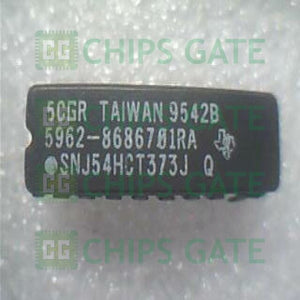 CHIPS GATE
5CGR TAIWAN 9542B
5962-8686701RA
SNJ54HCT373J Q
CHIPS GATE
CHIPS GATE